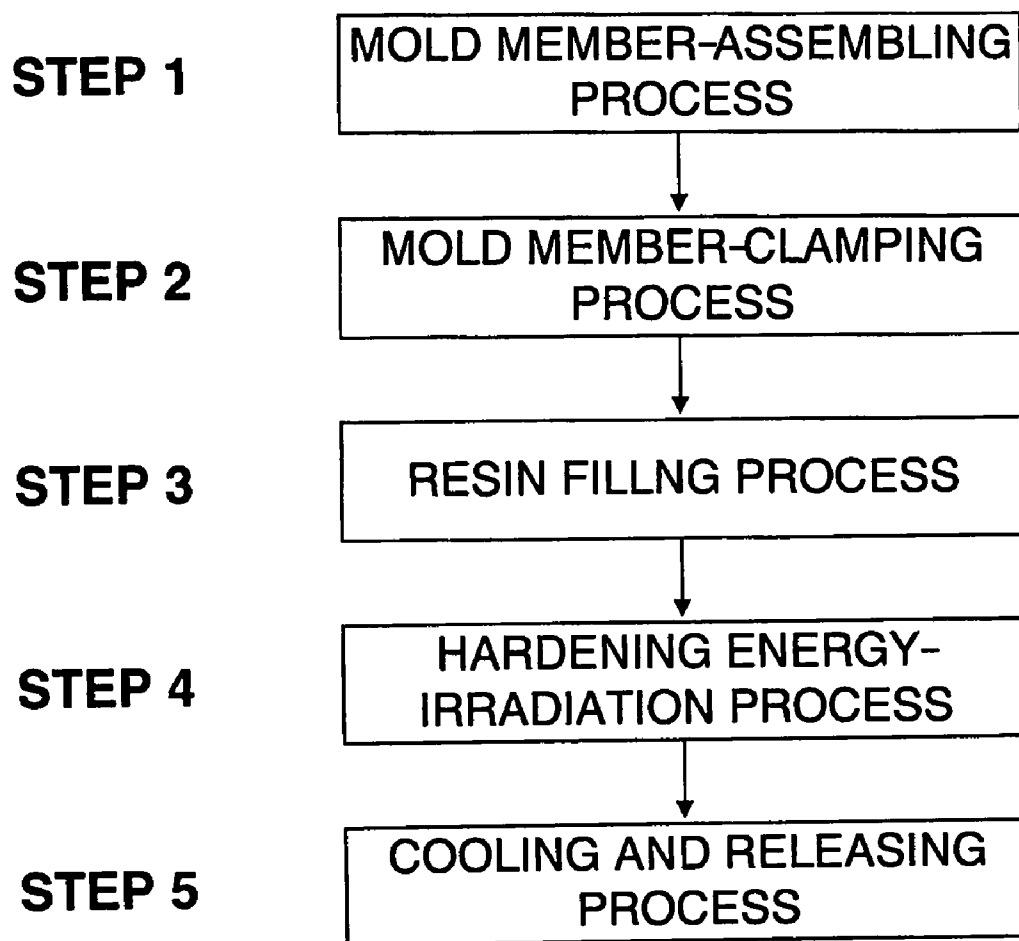 STEP 1
MOLD MEMBER-ASSEMBLING
PROCESS
STEP 2
MOLD MEMBER-CLAMPING
PROCESS
STEP 3
RESIN FILLNG PROCESS
STEP 4
HARDENING ENERGY-
IRRADIATION PROCESS
STEP 5
COOLING AND RELEASING
PROCESS